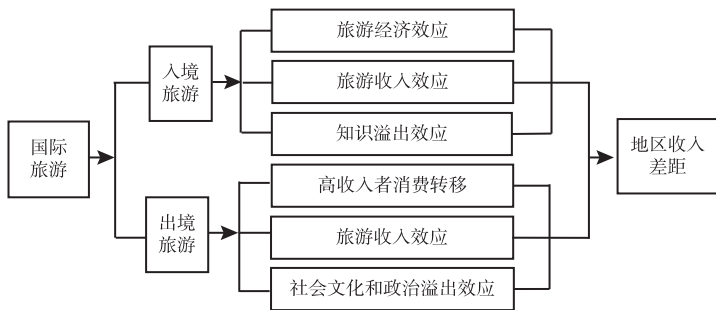 国际
旅游
入境
旅游
旅游经济效应
旅游收入效应
知识溢出效应
出境
旅游
高收入者消费转移
旅游收入效应
社会文化和政治溢出效应
地区收入
差距